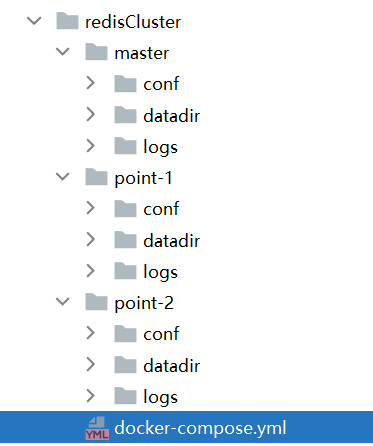 redisCluster
master
conf
datadir
logs
point-1
conf
datadir
logs
point-2
conf
datadir
logs
YML docker-compose.yml